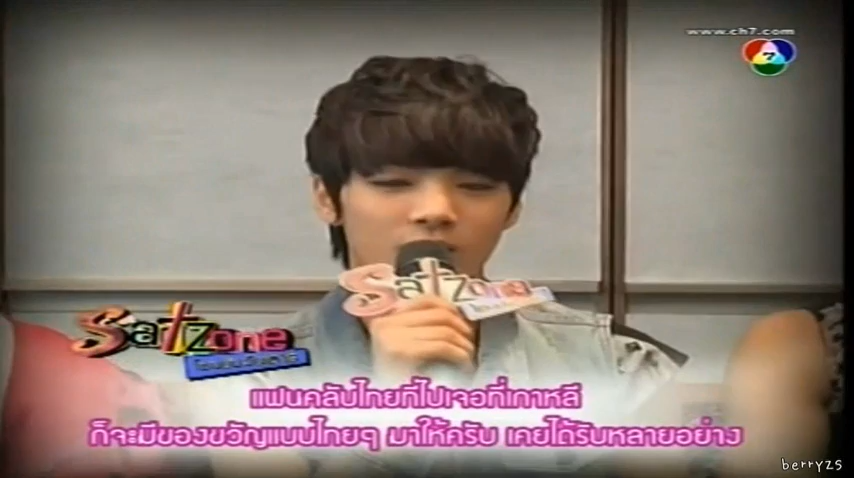 www.ch7.com
7
Satzone
Satzone
แฟนคลับไทยที่ไปเจอที่เกาหลี
ก็จะมีของขวัญแบบไทยๆ มาให้ครับ เคยได้รับหลายอย่าง
berryzs